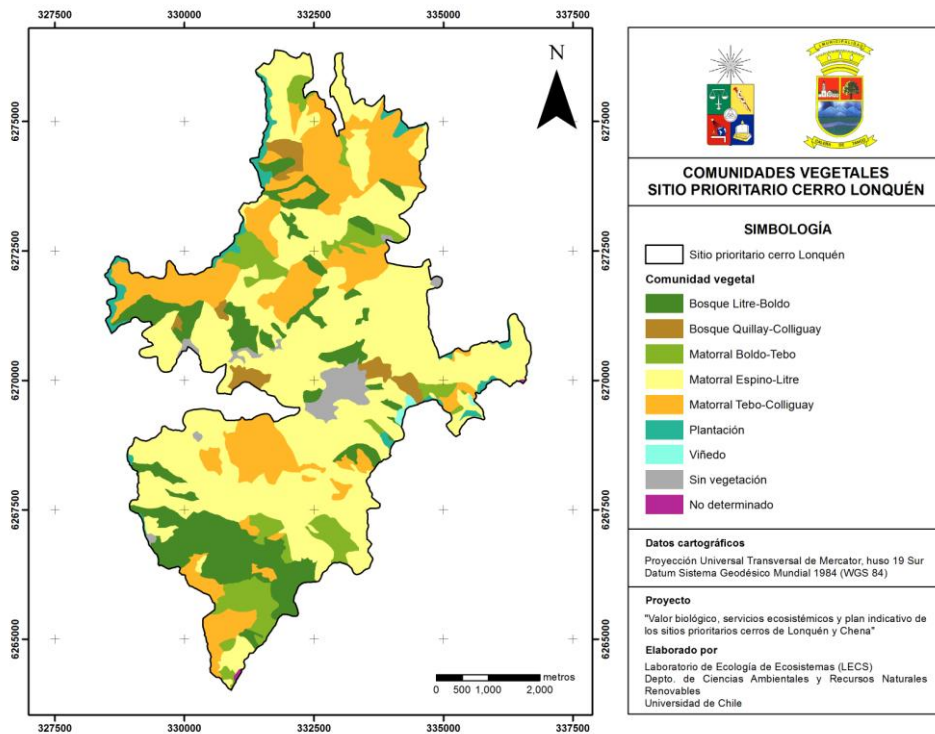 327500 330000 332500 335000 337500
N
6275000 6275000
6272500 6272500
6270000 6270000
6267500 6267500
6265000 6265000
metros
0 500 1,000 2,000
327500 330000 332500 335000 337500
COMUNIDADES VEGETALES
SITIO PRIORITARIO CERRO LONQUÉN
SIMBOLOGÍA
Sitio prioritario cerro Lonquén
Comunidad vegetal
Bosque Litre-Boldo
Bosque Quillay-Colliguay
Matorral Boldo-Tebo
Matorral Espino-Litre
Matorral Tebo-Colliguay
Plantación
Viñedo
Sin vegetación
No determinado
Datos cartográficos
Proyección Universal Transversal de Mercator, huso 19 Sur
Datum Sistema Geodésico Mundial 1984 (WGS 84)
Proyecto
"Valor biológico, servicios ecosistémicos y plan indicativo de
los sitios prioritarios cerros de Lonquén y Chena"
Elaborado por
Laboratorio de Ecología de Ecosistemas (LECS)
Depto. de Ciencias Ambientales y Recursos Naturales
Renovables
Universidad de Chile